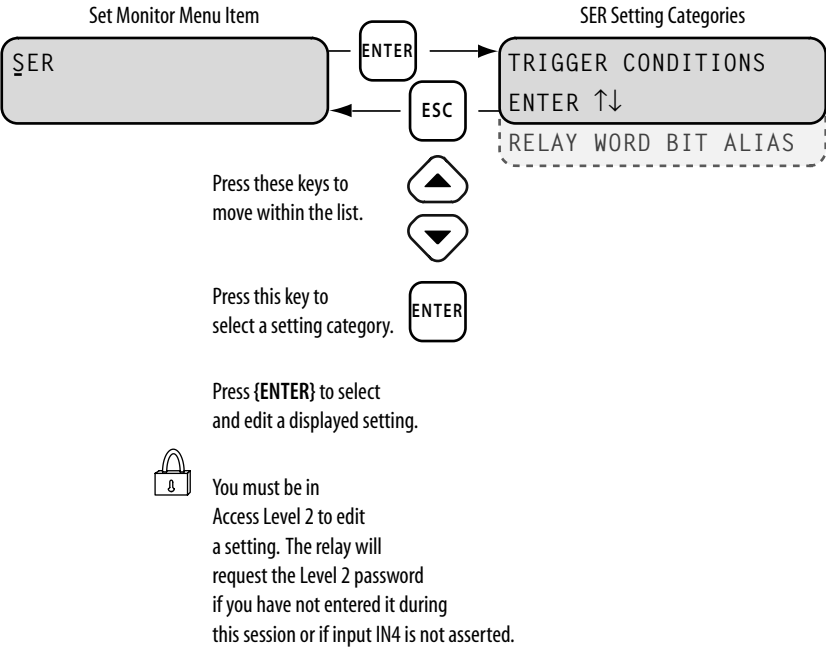 Set Monitor Menu Item
SER Setting Categories
SER
ENTER
TRIGGER CONDITIONS
ENTER ↑↓
ESC
RELAY WORD BIT ALIAS
Press these keys to
move within the list.
Press this key to
select a setting category.
ENTER
Press {ENTER} to select
and edit a displayed setting.
You must be in
Access Level 2 to edit
a setting. The relay will
request the Level 2 password
if you have not entered it during
this session or if input IN4 is not asserted.